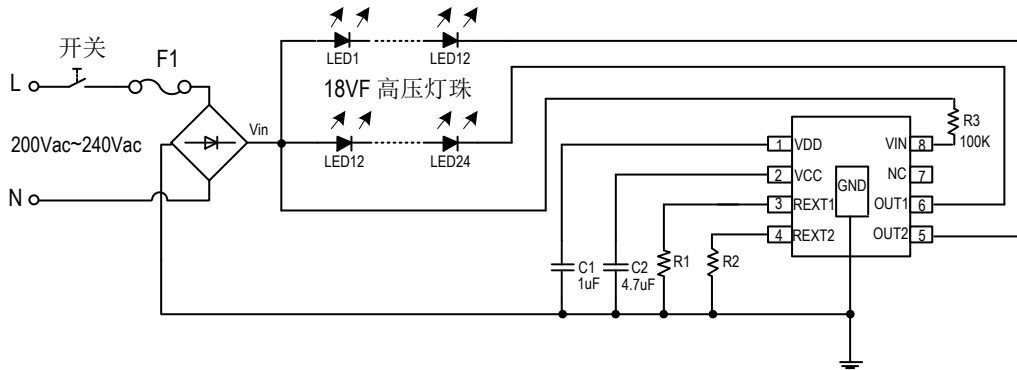 开关
F1
L
200Vac~240Vac
N
Vin
LED1
LED12
18VF 高压灯珠
LED12
LED24
R3
100K
1
VDD
VIN
8
2
VCC
NC
7
GND
3
REXT1
OUT1
6
4
REXT2
OUT2
5
C1
1uF
C2
4.7uF
R1
R2